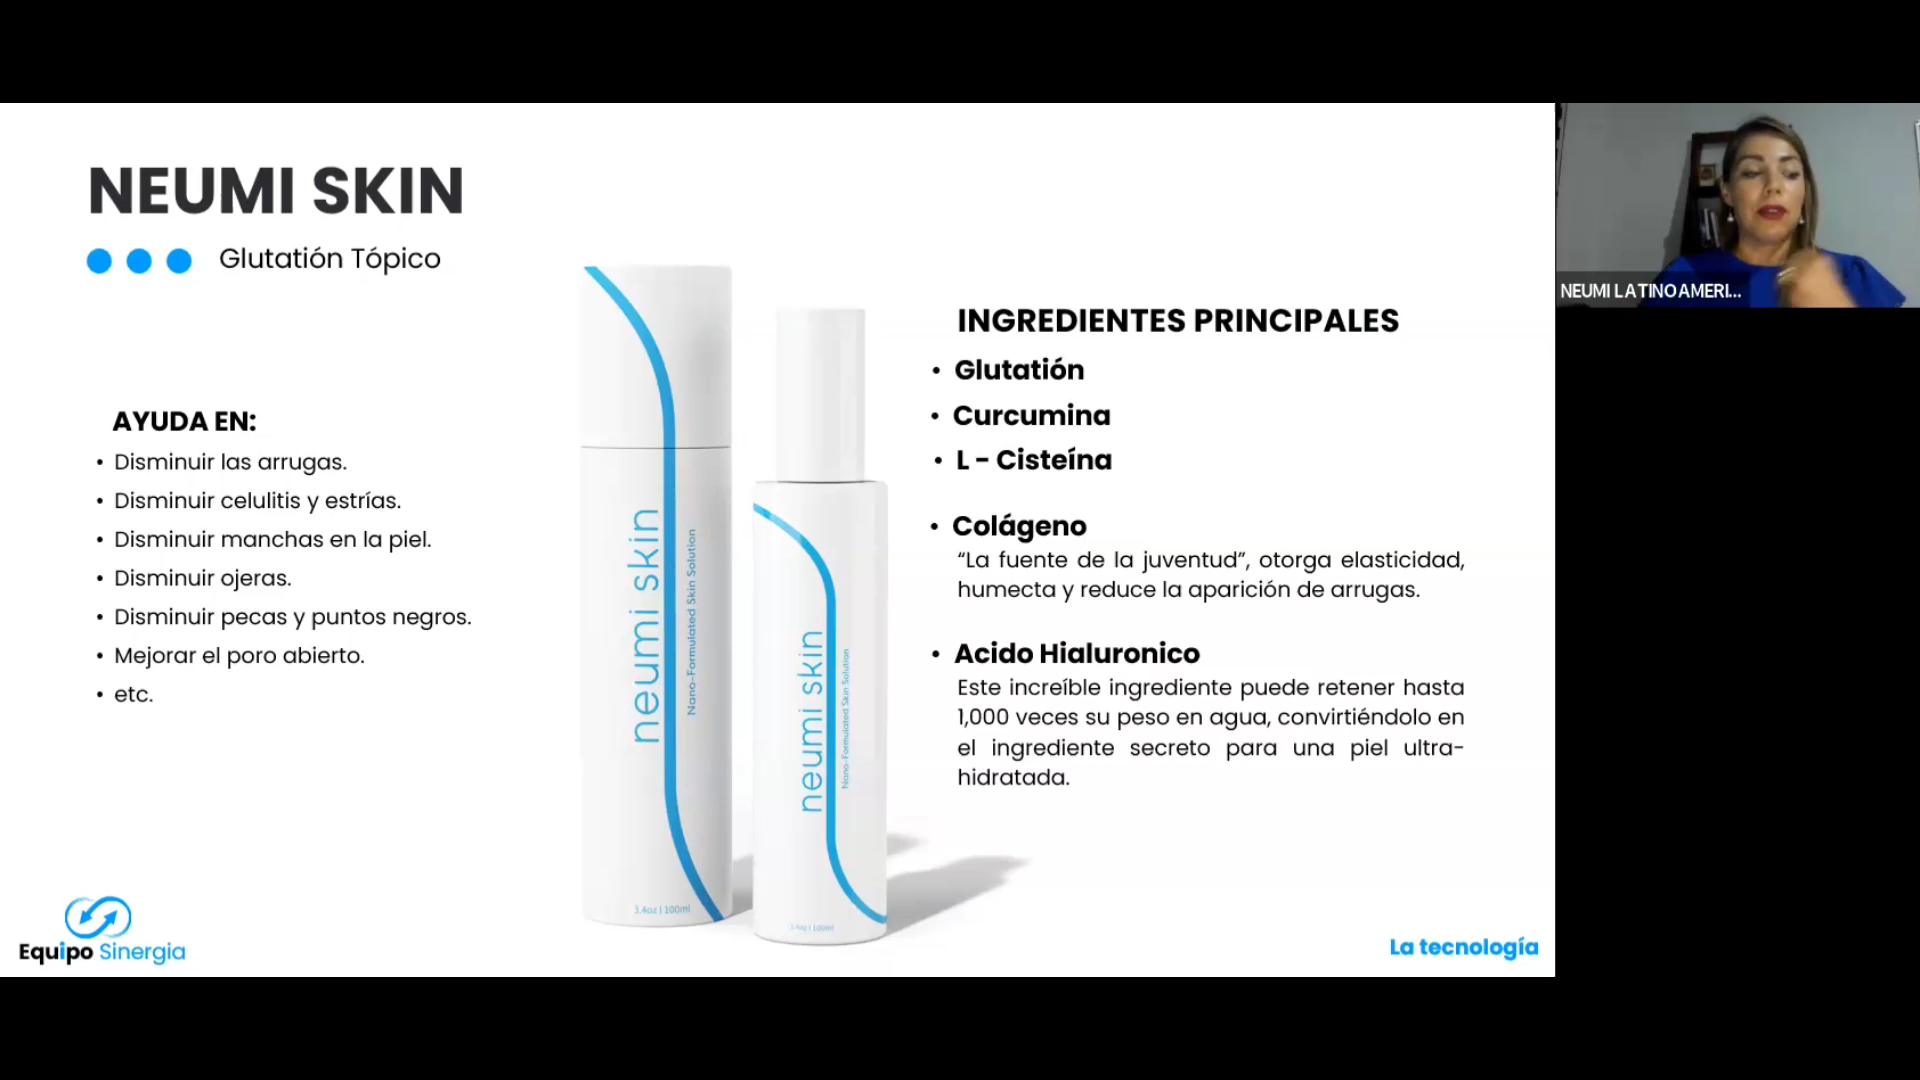 NEUMI SKIN
Glutatión Tópico
AYUDA EN:
• Disminuir las arrugas.
• Disminuir celulitis y estrías.
• Disminuir manchas en la piel.
• Disminuir ojeras.
• Disminuir pecas y puntos negros.
• Mejorar el poro abierto.
• etc.
neumi skin
Nano-Formulated Skin Solution
3.4oz | 100ml
neumi skin
Nano-Formulated Skin Solution
3.4oz | 100ml
INGREDIENTES PRINCIPALES
• Glutatión
• Curcumina
• L - Cisteína
• Colágeno
“La fuente de la juventud”, otorga elasticidad,
humecta y reduce la aparición de arrugas.
• Acido Hialuronico
Este increíble ingrediente puede retener hasta
1,000 veces su peso en agua, convirtiéndolo en
el ingrediente secreto para una piel ultra-
hidratada.
Equipo Sinergia
La tecnología
NEUMI LATINOAMERI...